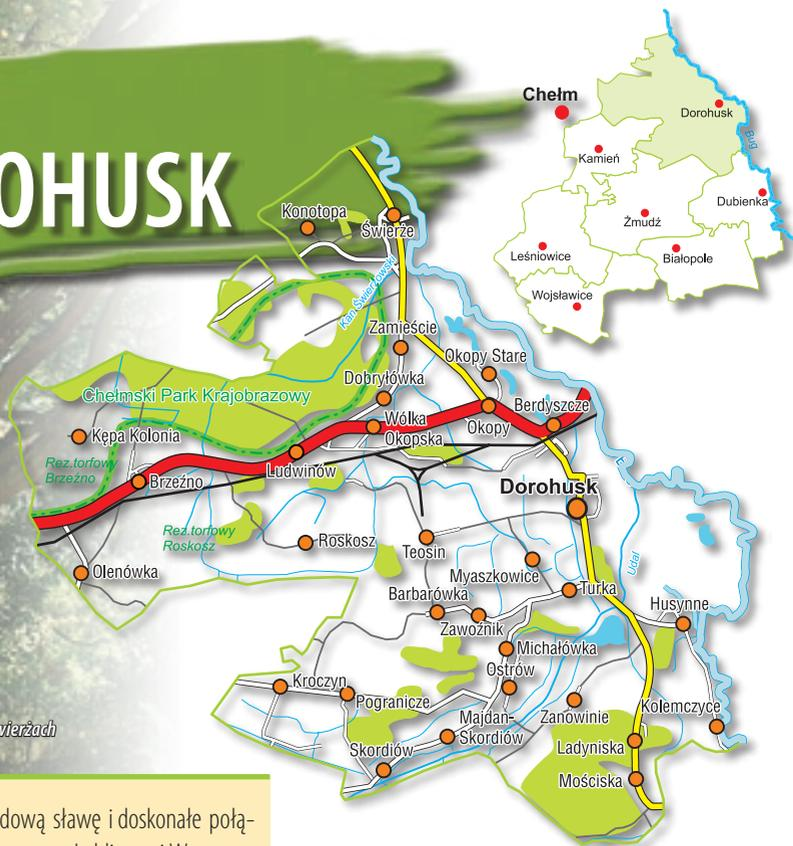 OHUSK
Chełm
Dorohusk
Bug
Kamień
Dubienka
Żmudź
Leśniowice
Białopole
Wojsławice
Konotopa
Świerże
Kan.Świerżowski
Zamieście
Okopy Stare
Dobryłówka
Chełmski Park Krajobrazowy
Berdyszcze
Wólka
Okopska
Okopy
Kępa Kolonia
Ludwinów
Rez.torfowy
Brzeźno
Brzeźno
Dorohusk
Rez.torfowy
Roskosz
Roskosz
Teosin
Udal
Olenówka
Myaszkowice
Barbarówka
Turka
Husynne
Zawoźnik
Michałówka
Ostrów
Kroczyn
Pogranicze
Kolemczyce
Majdan-
Skordiów
Zanowinie
Skordiów
Ladyniska
Mościska
wierżach
dową sławę i doskonałe połą-